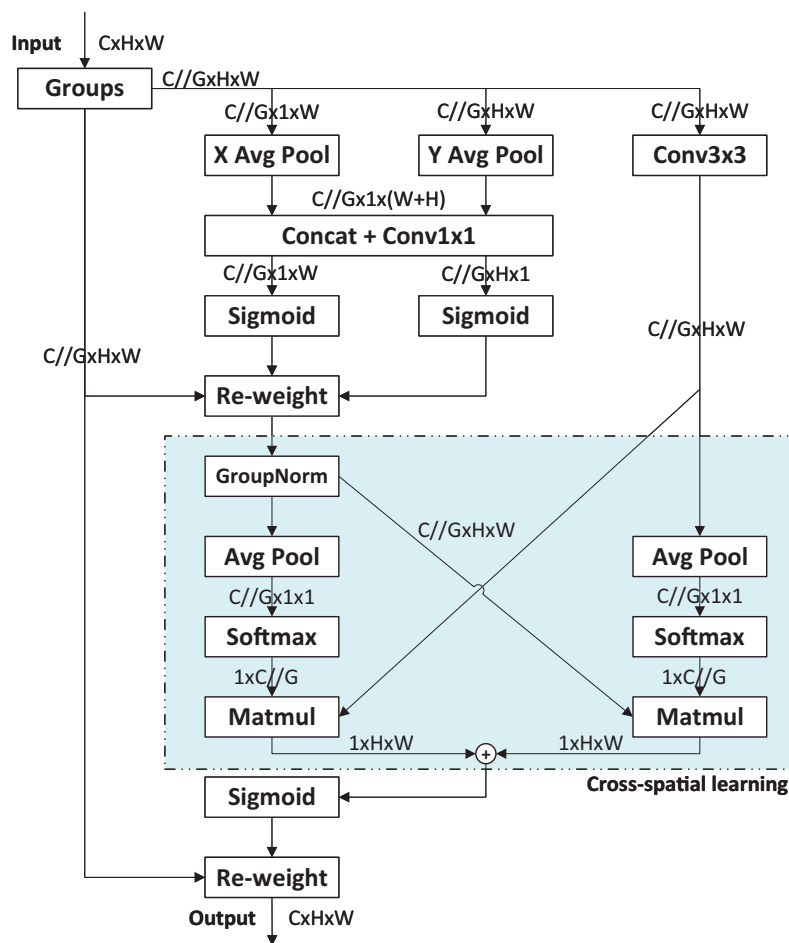 Input CxHxW
Groups
C//GxHxW
C//Gx1xW C//GxHxW C//GxHxW
X Avg Pool Y Avg Pool Conv3x3
C//Gx1x(W+H)
Concat + Conv1x1
C//Gx1xW C//GxHx1
Sigmoid Sigmoid
C//GxHxW
C//GxHxW
Re-weight
GroupNorm
C//GxHxW
Avg Pool Avg Pool
C//Gx1x1 C//Gx1x1
Softmax Softmax
1xC//G 1xC//G
Matmul Matmul
1xHxW + 1xHxW
Cross-spatial learning
Sigmoid
Re-weight
Output CxHxW